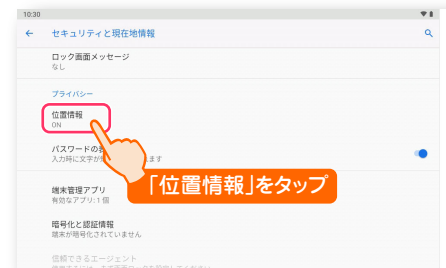 10:30
セキュリティと現在地情報
ロック画面メッセージ
なし
プライバシー
位置情報
ON
パスワードの
入力時に文字が
ます
「位置情報」をタップ
端末管理アプリ
有効なアプリ: 1 個
暗号化と認証情報
端末が暗号化されていません
信頼できるエージェント